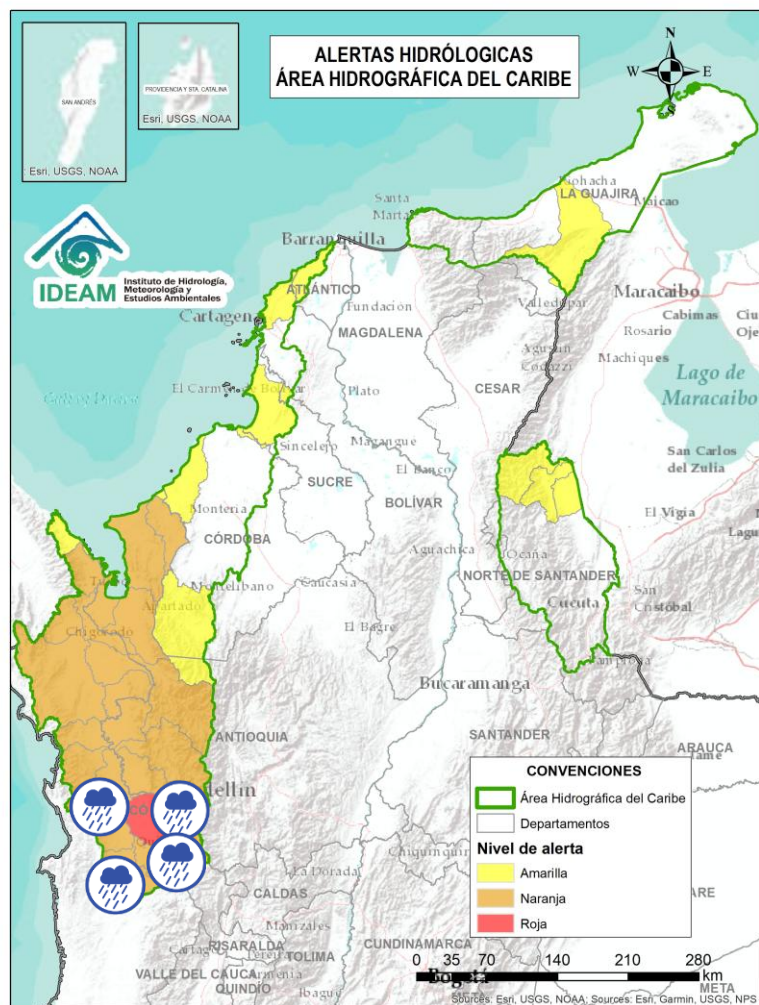 ALERTAS HIDRÓLOGICAS
ÁREA HIDROGRÁFICA DEL CARIBE
SAN ANDRÉS
Esri, USGS, NOAA
PROVIDENCIA Y STA. CATALINA
Esri, USGS, NOAA
N
W
E
S
IDEAM
Instituto de Hidrología,
Meteorología y
Estudios Ambientales
Riohacha
LA GUAJIRA
Maicao
Santa
Marta
Barranquilla
ATLÁNTICO
Fundación
Cartagena
MAGDALENA
Valledupar
Maracaibo
Cabimas
Rosario
Machiques
Agustín
Codazzi
CESAR
El Carmen de Bolívar
Plato
Lago de
Maracaibo
Sincelejo
Magangué
San Carlos
del Zulia
El Banco
SUCRE
BOLÍVAR
Montería
CÓRDOBA
El Vigía
Aguachica
Ocaña
NORTE DE SANTANDER
Montelíbano
Caucasia
Apartadó
San
Cristóbal
Cúcuta
Chigorodó
El Bagre
Pamplona
Bucaramanga
ANTIOQUIA
SANTANDER
ARAUCA
CONVENCIONES
Área Hidrográfica del Caribe
Departamentos
Nivel de alerta
Amarilla
Naranja
Roja
La Dorada
CALDAS
Manizales
RISARALDA
TOLIMA
CUNDINAMARCA
VALLE DEL CAUCA
Armenia
QUINDÍO
Ibagué
Bogotá
META
0 35 70 140 210 280
km
Sources: Esri, USGS, NOAA; Sources: Esri, Garmin, USGS, NPS